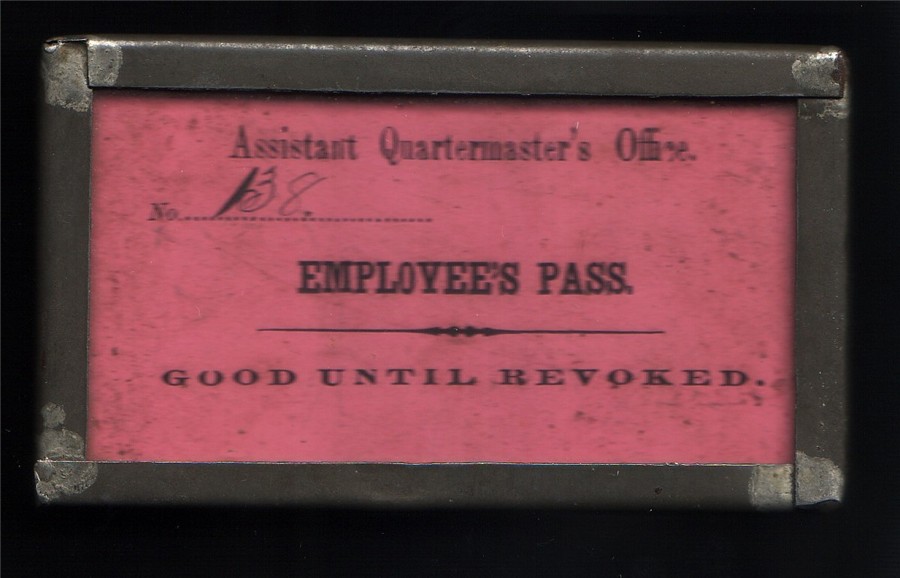 Assistant Quartermaster's Office.
No. 138.
EMPLOYEE'S PASS.
GOOD UNTIL REVOKED.